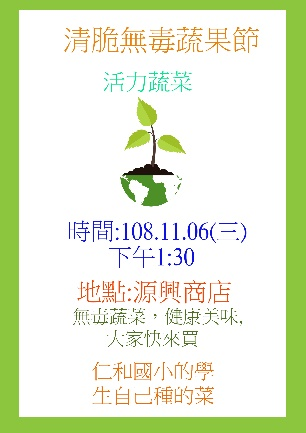 清脆無毒蔬果節
活力蔬菜
時間:108.11.06(三)
下午1:30
地點:源興商店
無毒蔬菜，健康美味,
大家快來買
仁和國小的學
生自己種的菜